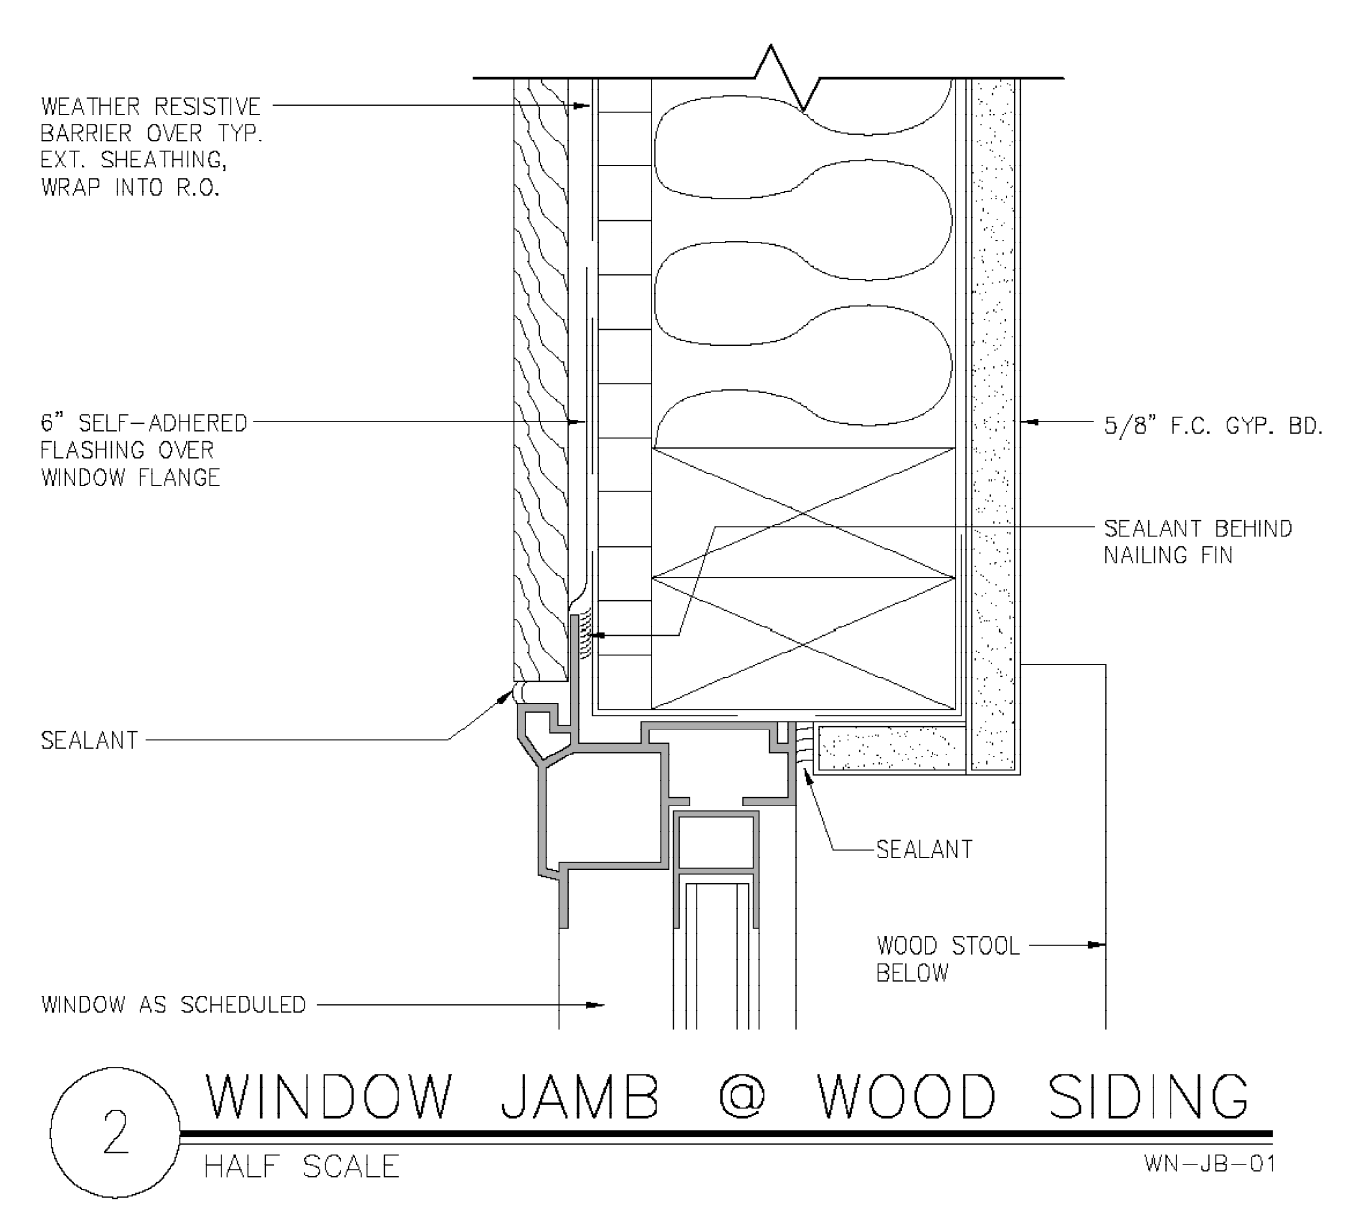 WEATHER RESISTIVE
BARRIER OVER TYP.
EXT. SHEATHING,
WRAP INTO R.O.
6" SELF-ADHERED
FLASHING OVER
WINDOW FLANGE
5/8" F.C. GYP. BD.
SEALANT BEHIND
NAILING FIN
SEALANT
SEALANT
WOOD STOOL
BELOW
WINDOW AS SCHEDULED
2
WINDOW JAMB @ WOOD SIDING
HALF SCALE
WN-JB-01